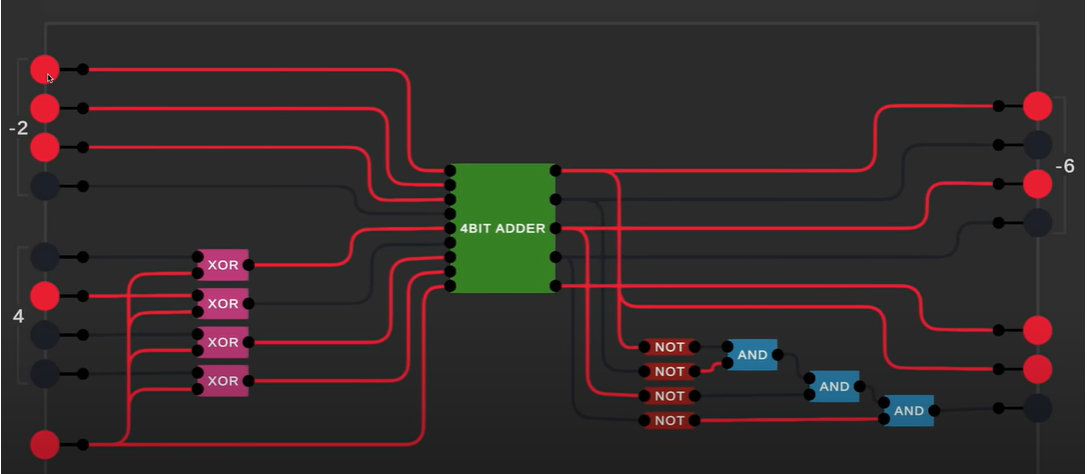 -2
4
XOR
XOR
XOR
XOR
4BIT ADDER
NOT
NOT
NOT
NOT
AND
AND
AND
-6